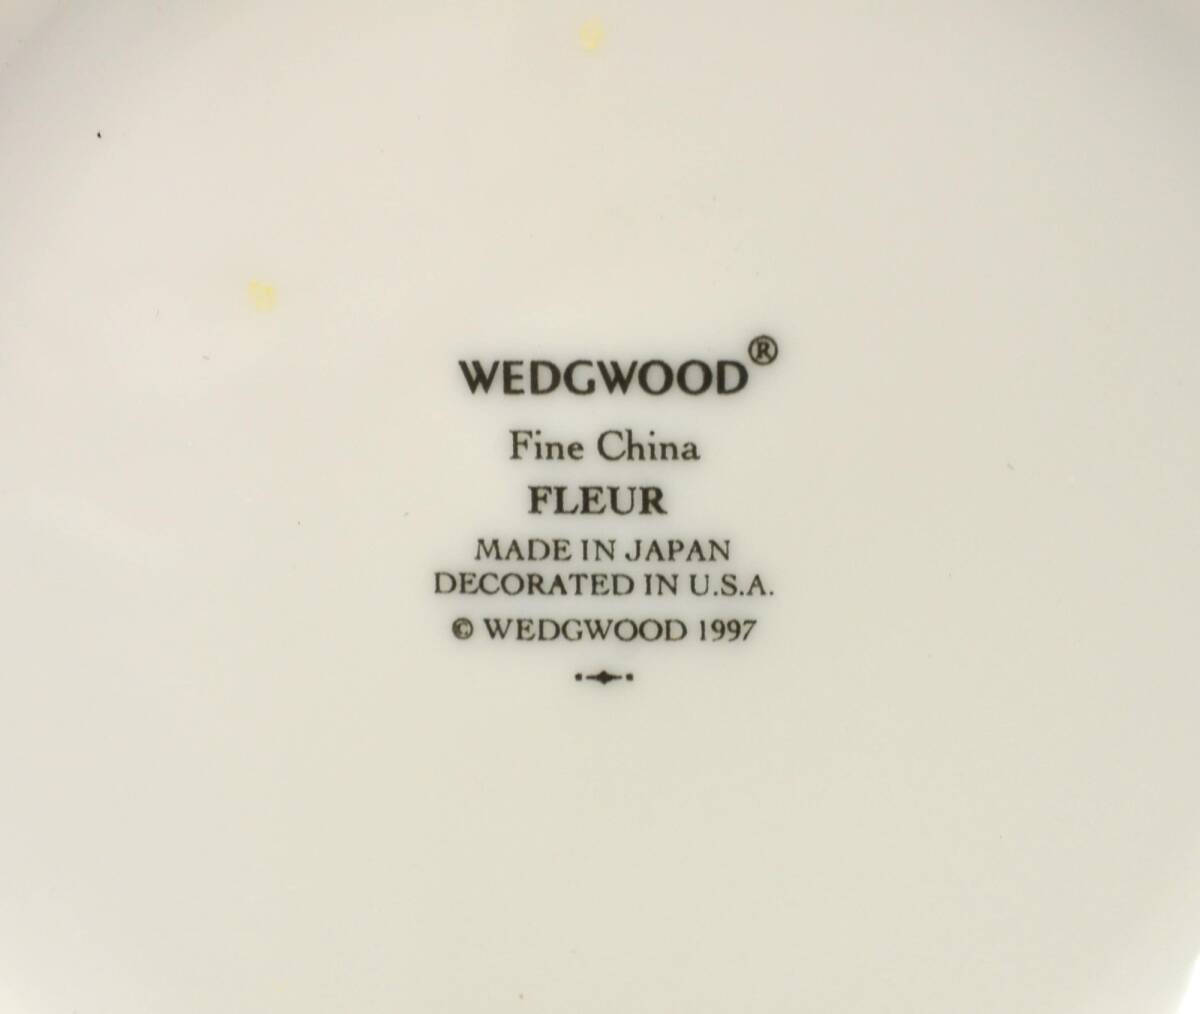 WEDGWOOD®
Fine China
FLEUR
MADE IN JAPAN
DECORATED IN U.S.A.
© WEDGWOOD 1997